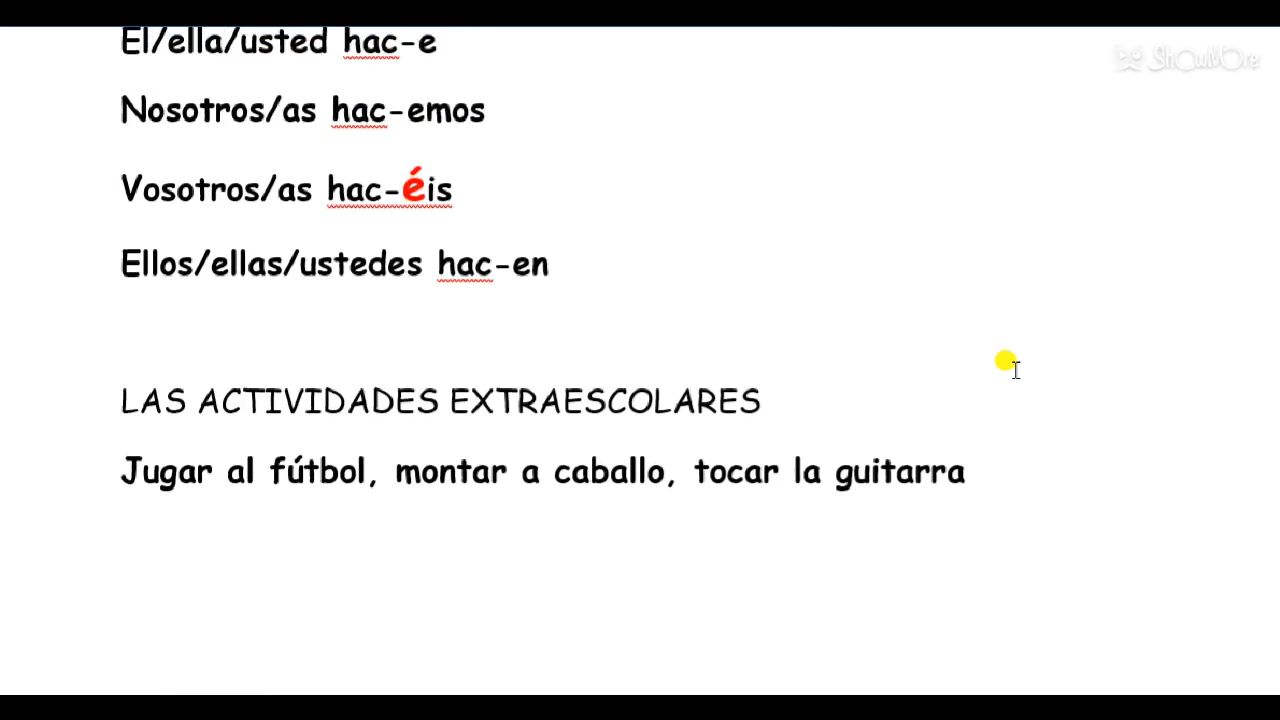 El/ella/usted hac-e
ShowMore
Nosotros/as hac-emos
Vosotros/as hac-éis
Ellos/ellas/ustedes hac-en
LAS ACTIVIDADES EXTRAESCOLARES
Jugar al fútbol, montar a caballo, tocar la guitarra